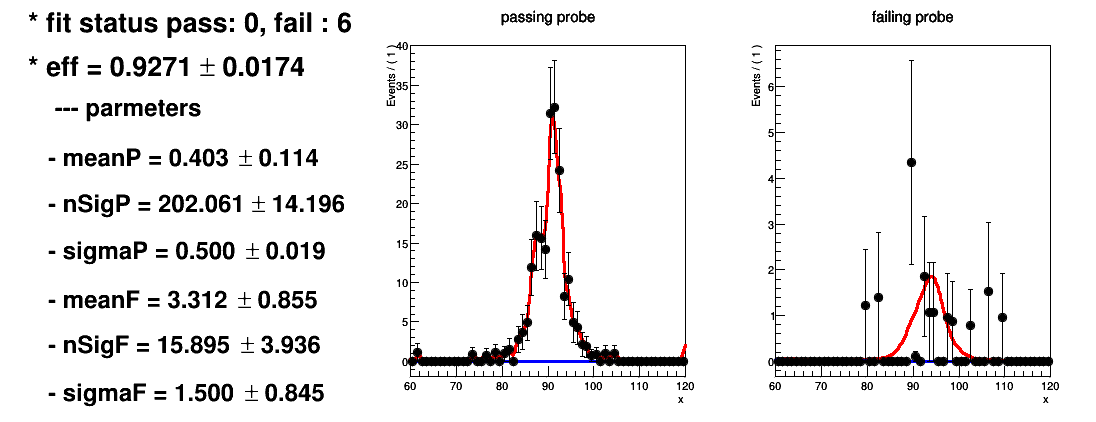 * fit status pass: 0, fail : 6
* eff = 0.9271 ± 0.0174
--- parmeters
- meanP = 0.403 ± 0.114
- nSigP = 202.061 ± 14.196
- sigmaP = 0.500 ± 0.019
- meanF = 3.312 ± 0.855
- nSigF = 15.895 ± 3.936
- sigmaF = 1.500 ± 0.845
passing probe
Events / ( 1 )
40
35
30
25
20
15
10
5
0
60 70 80 90 100 110 120
x
failing probe
Events / ( 1 )
6
5
4
3
2
1
0
60 70 80 90 100 110 120
x